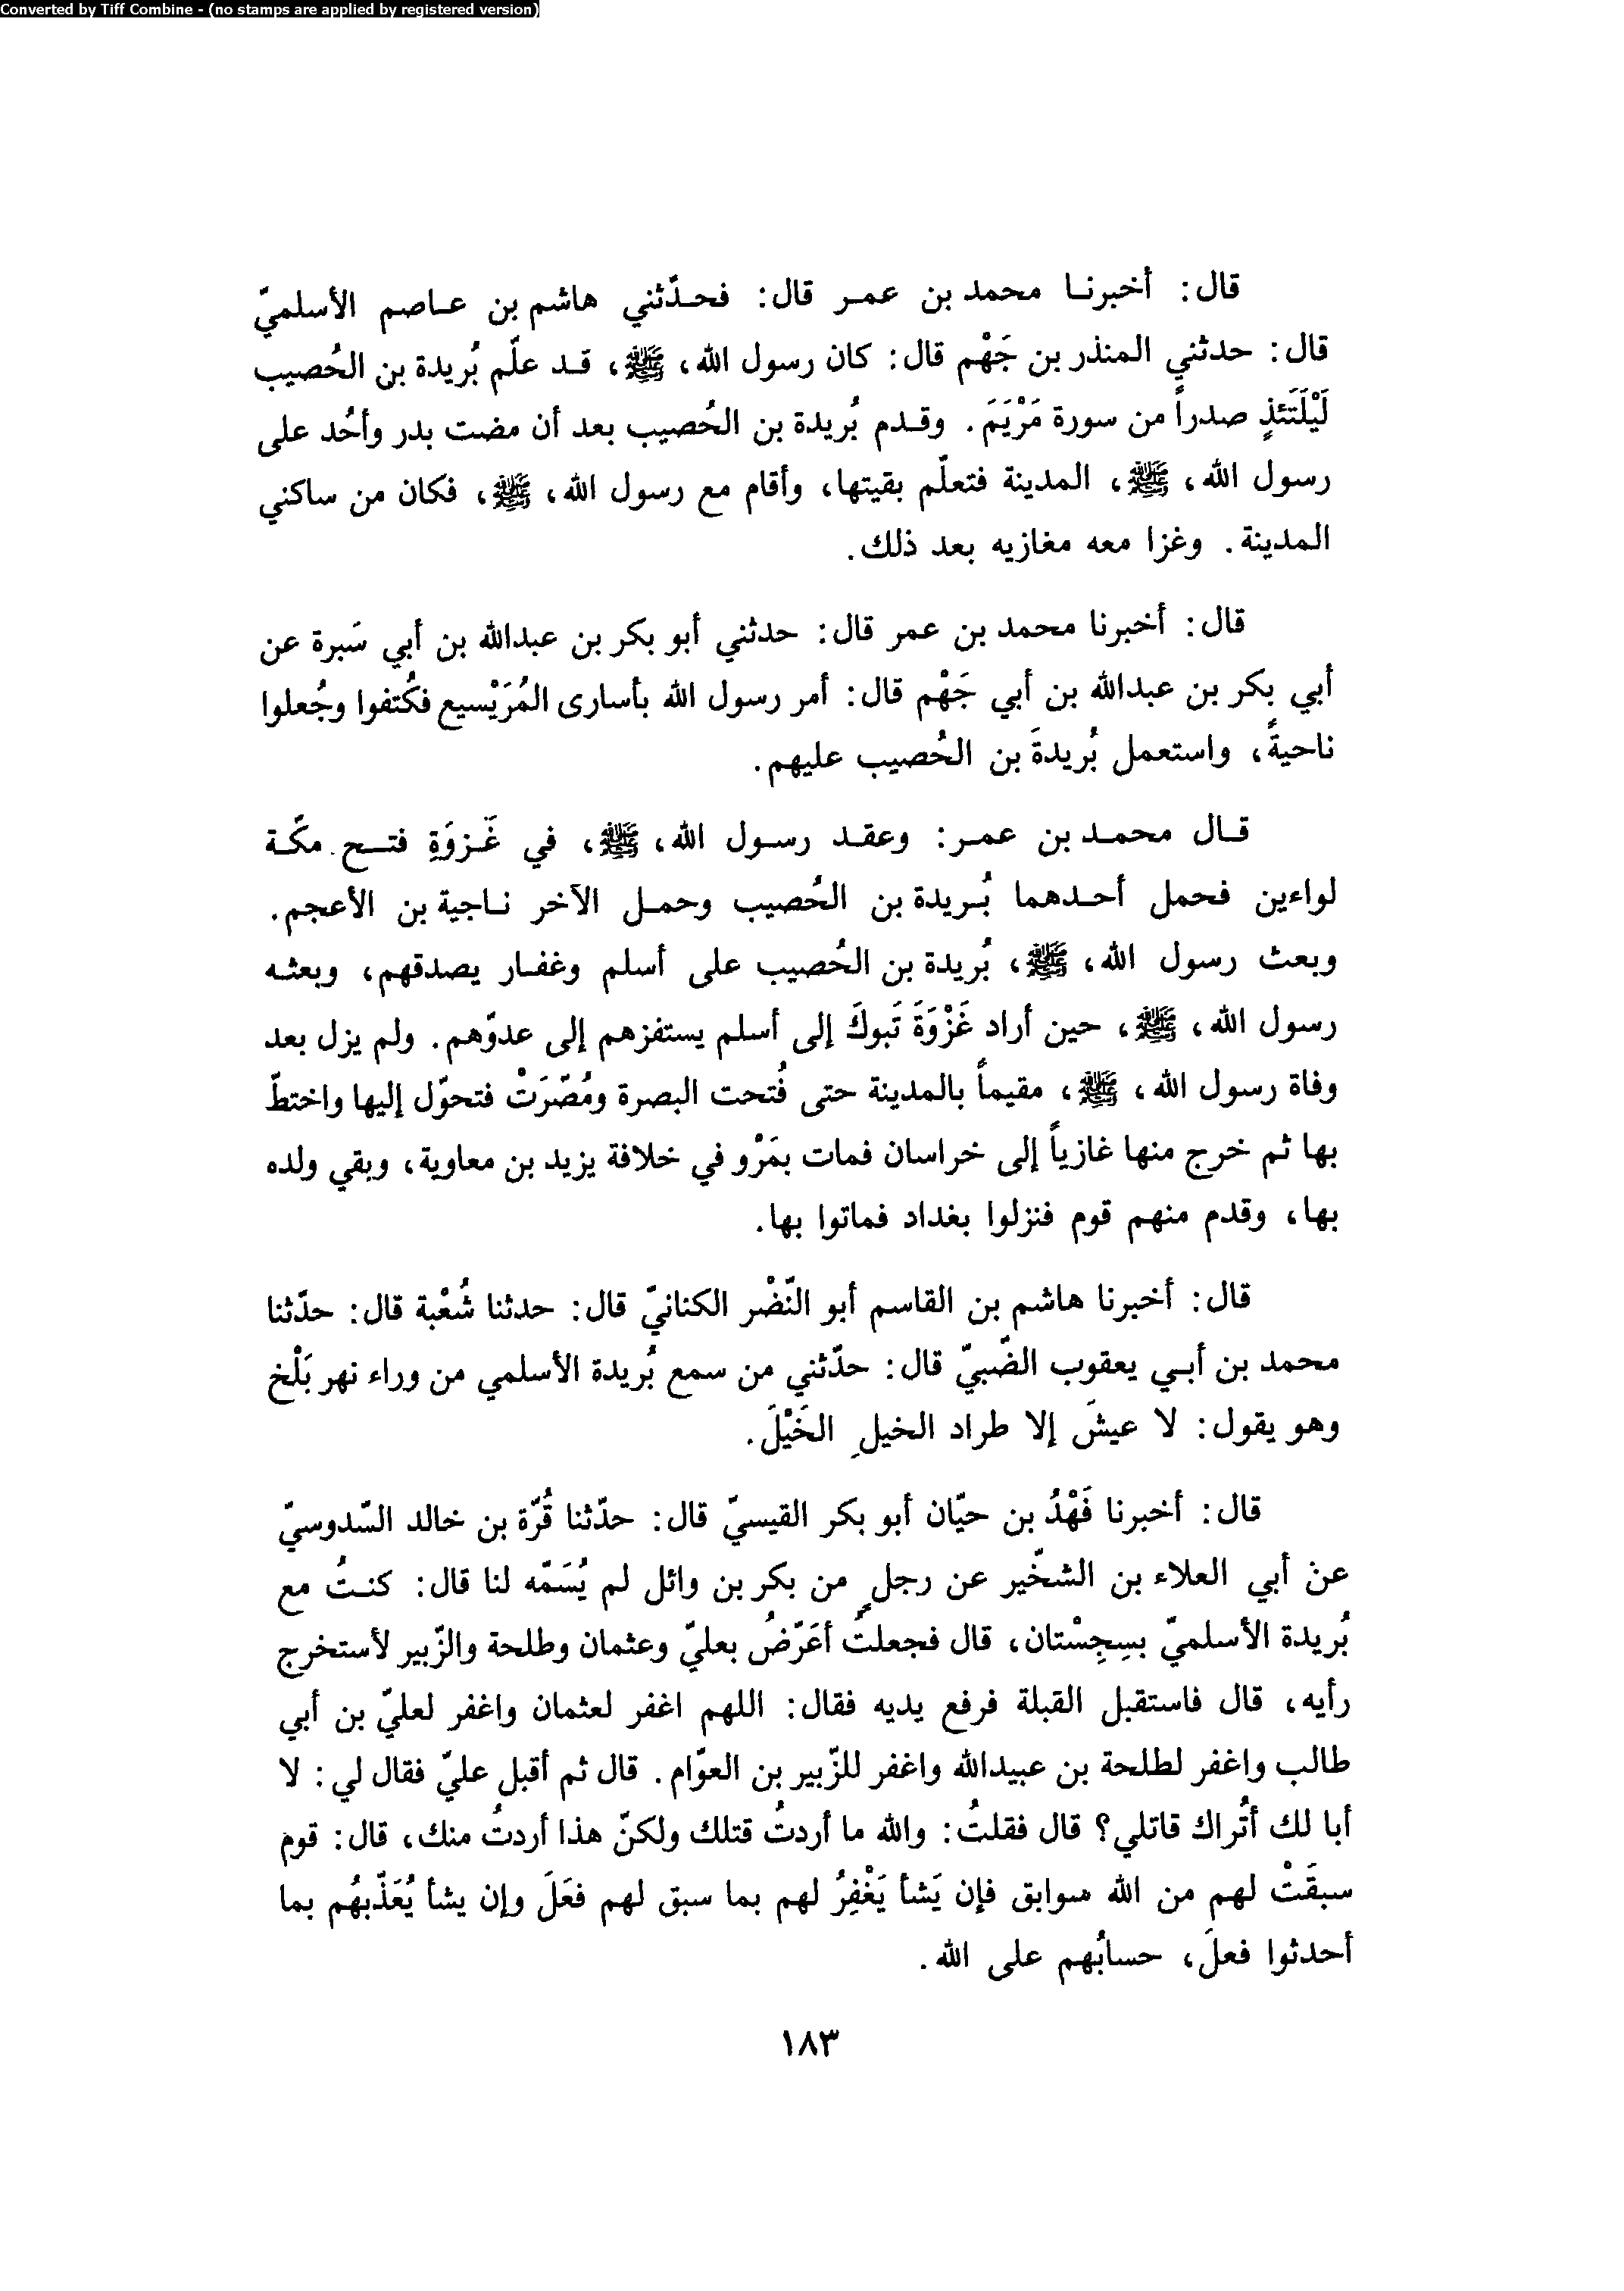 Converted by Tiff Combine - (no stamps are applied by registered version)
قال: أخبرنا محمد بن عمر قال: فحدّثني هاشم بن عاصم الأسلميّ
قال: حدثني المنذر بن جَهْم قال: كان رسول الله، ﷺ، قد علّم بُريدة بن الحُصيب
لَيْلَتَئذٍ صدراً من سورة مَرْيَمَ. وقدم بُريدة بن الحُصيب بعد أن مضت بدر وأحُد على
رسول الله، ﷺ، المدينة فتعلّم بقيتها، وأقام مع رسول الله، ﷺ، فكان من ساكني
المدينة. وغزا معه مغازيه بعد ذلك.
قال: أخبرنا محمد بن عمر قال: حدثني أبو بكر بن عبدالله بن أبي سَبرة عن
أبي بكر بن عبدالله بن أبي جَهْم قال: أمر رسول الله بأسارى المُرَيْسيع فكُتفوا وجُعلوا
ناحيةً، واستعمل بُريدةَ بن الحُصيب عليهم.
قال محمد بن عمر: وعقد رسول الله، ﷺ، في غَزوَةِ فتح مكّة
لواءين فحمل أحدهما بُريدة بن الحُصيب وحمل الآخر ناجية بن الأعجم.
وبعث رسول الله، ﷺ، بُريدة بن الحُصيب على أسلم وغفار يصدقهم، وبعثه
رسول الله، ﷺ، حين أراد غَزْوَةَ تَبوكَ إلى أسلم يستفزهم إلى عدوّهم. ولم يزل بعد
وفاة رسول الله، ﷺ، مقيماً بالمدينة حتى فُتحت البصرة ومُصّرَتْ فتحوّل إليها واختطّ
بها ثم خرج منها غازياً إلى خراسان فمات بمَرْو في خلافة يزيد بن معاوية، وبقي ولده
بها، وقدم منهم قوم فنزلوا بغداد فماتوا بها.
قال: أخبرنا هاشم بن القاسم أبو النّضْر الكنانيّ قال: حدثنا شُعْبة قال: حدّثنا
محمد بن أبي يعقوب الضّبيّ قال: حدّثني من سمع بُريدة الأسلمي من وراء نهر بَلْخ
وهو يقول: لا عيشَ إلا طراد الخيلِ الخَيْلَ.
قال: أخبرنا فَهْدُ بن حيّان أبو بكر القيسيّ قال: حدّثنا قُرّة بن خالد السّدوسيّ
عن أبي العلاء بن الشخّير عن رجلٍ من بكر بن وائل لم يُسَمّه لنا قال: كنتُ مع
بُريدة الأسلميّ بسِجِسْتان، قال فجعلتُ أعَرّضُ بعليّ وعثمان وطلحة والزّبير لأستخرج
رأيه، قال فاستقبل القبلة فرفع يديه فقال: اللهم اغفر لعثمان واغفر لعليّ بن أبي
طالب واغفر لطلحة بن عبيدالله واغفر للزّبير بن العوّام. قال ثم أقبل عليّ فقال لي: لا
أبا لك أتُراك قاتلي؟ قال فقلتُ: والله ما أردتُ قتلك ولكنّ هذا أردتُ منك، قال: قوم
سبقَتْ لهم من الله سوابق فإن يَشأ يَغْفِرُ لهم بما سبق لهم فعَلَ وإن يشأ يُعَذّبهُم بما
أحدثوا فعلَ، حسابُهم على الله.
١٨٣